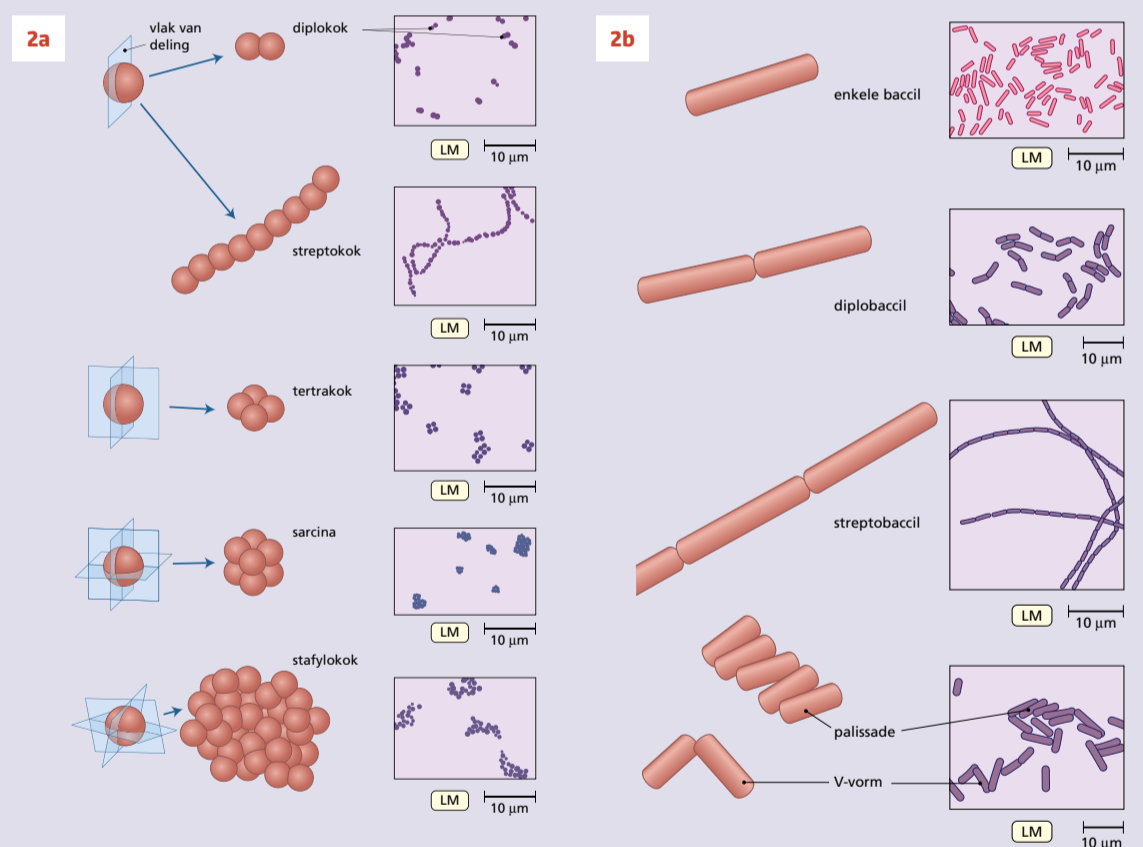 2a
vlak van
deling
diplokok
LM
10 µm
streptokok
LM
10 µm
tertrakok
LM
10 µm
sarcina
LM
10 µm
stafylokok
LM
10 µm
2b
enkele baccil
LM
10 µm
diplobaccil
LM
10 µm
streptobaccil
LM
10 µm
palissade
V-vorm
LM
10 µm